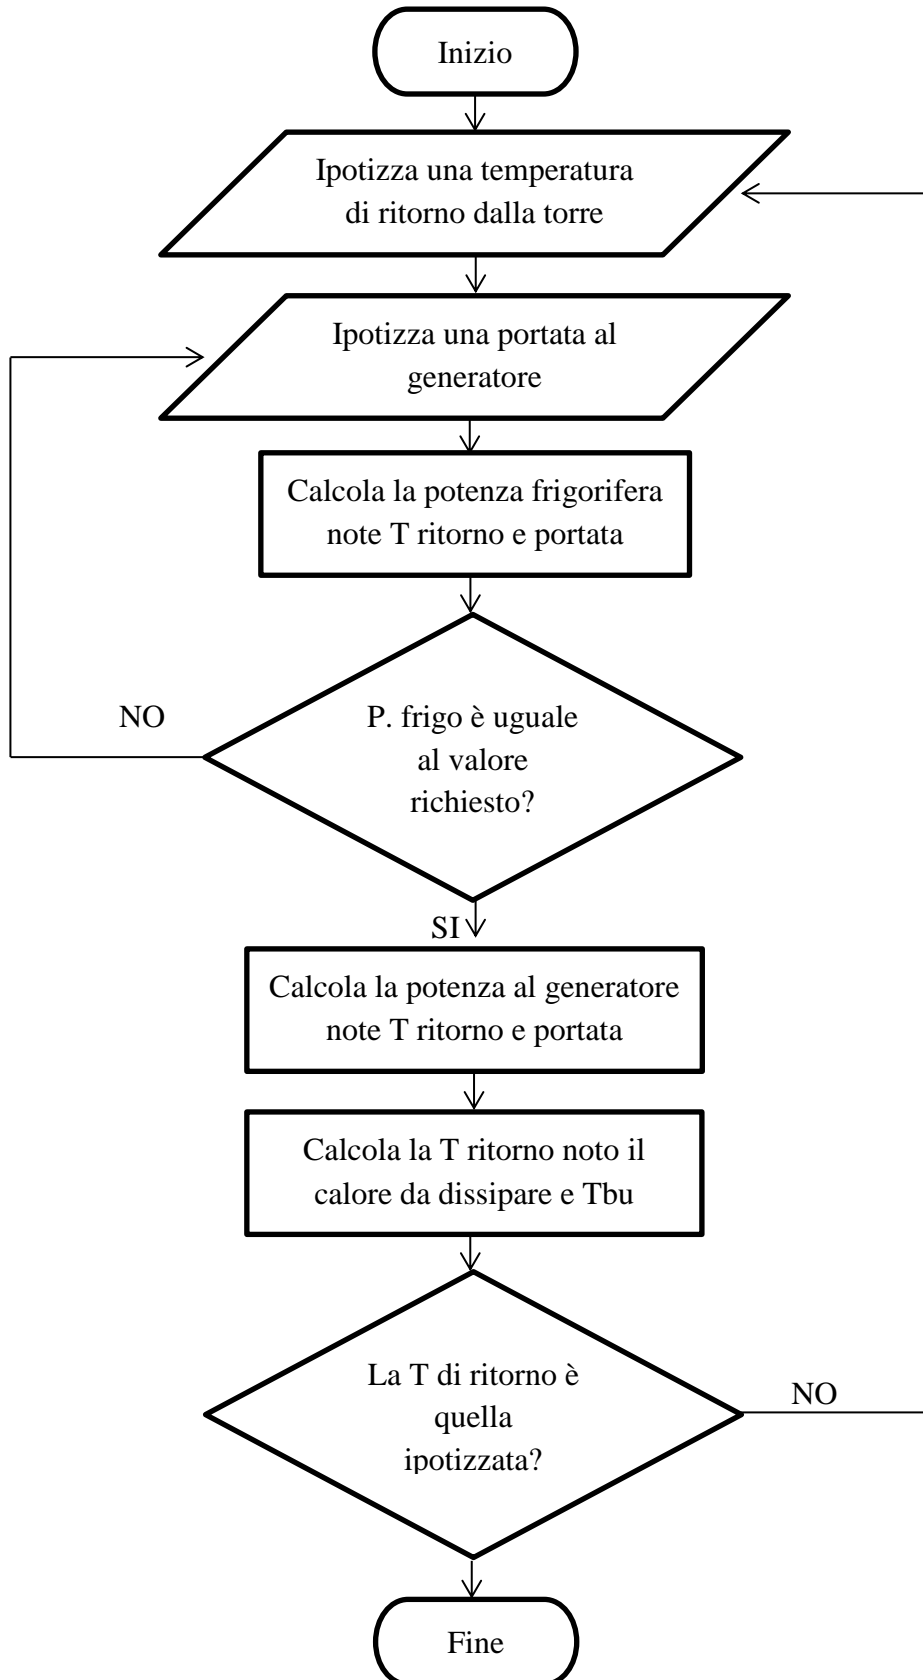 Inizio
Ipotizza una temperatura
di ritorno dalla torre
Ipotizza una portata al
generatore
Calcola la potenza frigorifera
note T ritorno e portata
NO
P. frigo è uguale
al valore
richiesto?
SI
Calcola la potenza al generatore
note T ritorno e portata
Calcola la T ritorno noto il
calore da dissipare e Tbu
La T di ritorno è
quella
ipotizzata?
NO
Fine